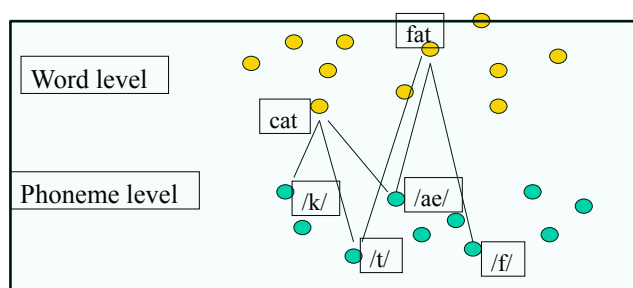 fat
Word level
cat
Phoneme level
/k/
/ae/
/t/
/f/